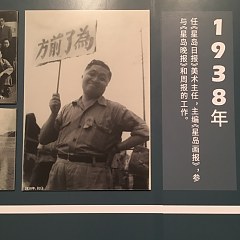 為了前方
1938年
任《星岛日报》美术主任，主编《星岛画报》，参
与《星岛晚报》和周报的工作。